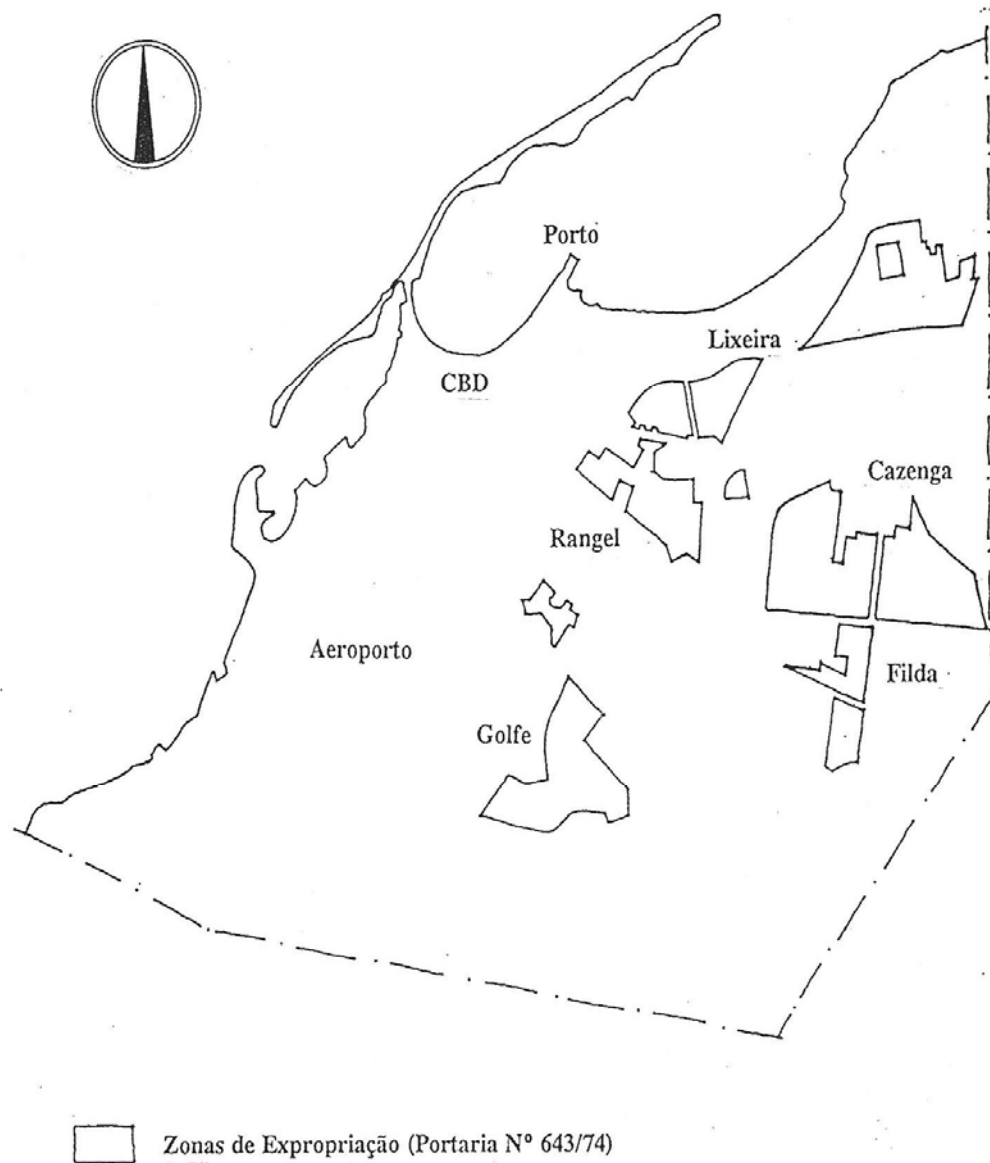 Porto
Lixeira
CBD
Cazenga
Rangel
Aeroporto
Filda
Golfe
Zonas de Expropriação (Portaria Nº 643/74)